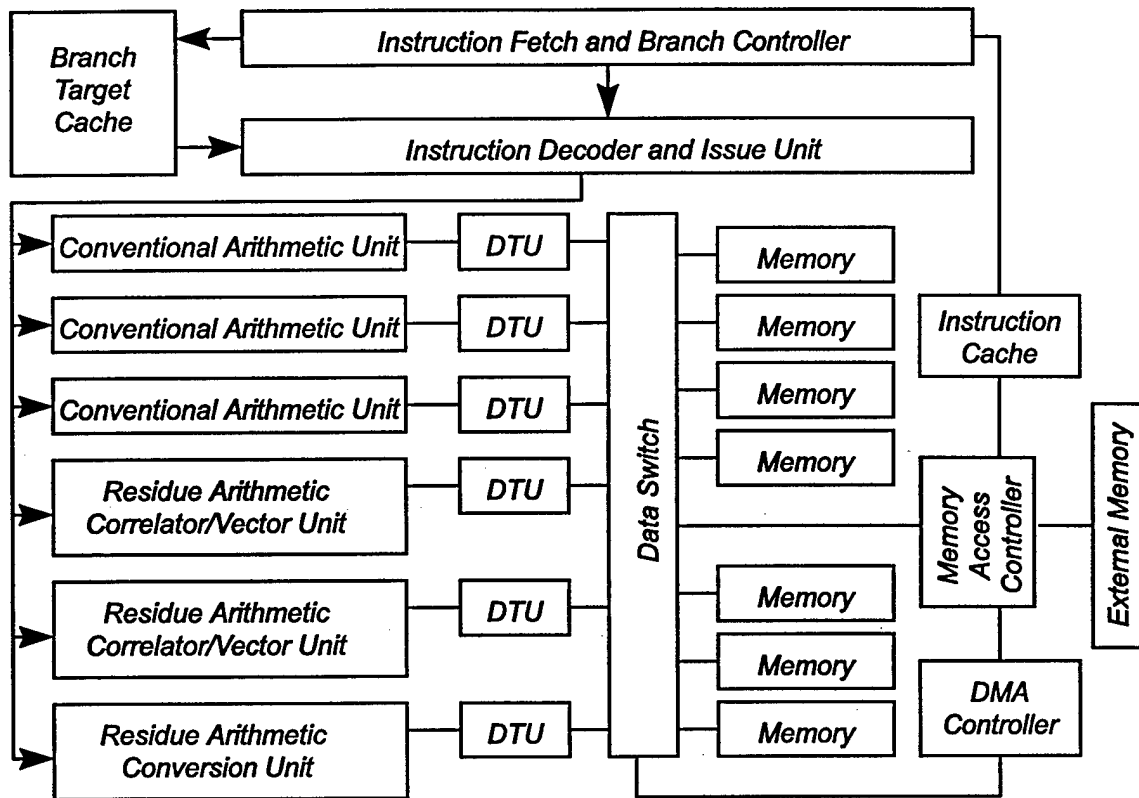 Branch
Target
Cache
Instruction Fetch and Branch Controller
Instruction Decoder and Issue Unit
Conventional Arithmetic Unit
DTU
Conventional Arithmetic Unit
DTU
Conventional Arithmetic Unit
DTU
Residue Arithmetic
Correlator/Vector Unit
DTU
Residue Arithmetic
Correlator/Vector Unit
DTU
Residue Arithmetic
Conversion Unit
DTU
Data Switch
Memory
Memory
Memory
Memory
Memory
Memory
Memory
Instruction
Cache
Memory
Access
Controller
DMA
Controller
External Memory